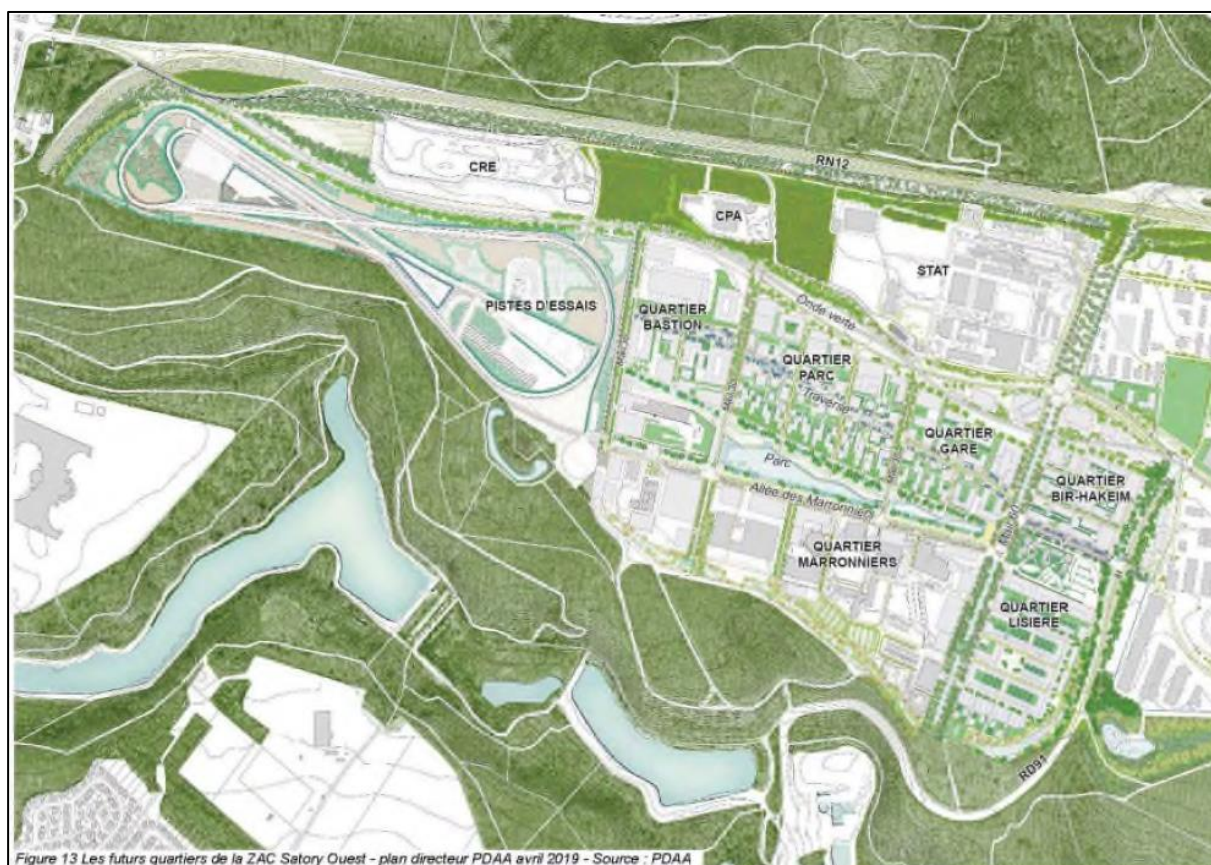 RN12
CRE
CPA
STAT
PISTES D'ESSAIS
QUARTIER
BASTION
Onde verte
QUARTIER
PARC
"Traverse"
QUARTIER
GARE
QUARTIER
BIR-HAKEIM
Parc
Allée des Marronniers
QUARTIER
MARRONNIERS
QUARTIER
LISIERE
RD91
Figure 13 Les futurs quartiers de la ZAC Satory Ouest - plan directeur PDAA avril 2019 - Source : PDAA